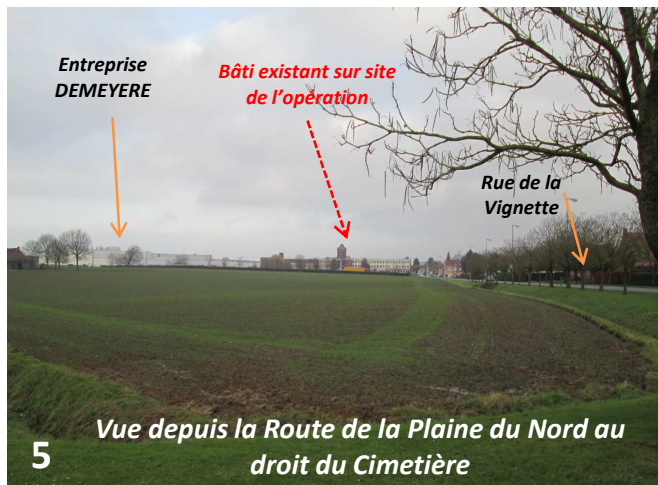 Entreprise
DEMEYERE
Bâti existant sur site
de l’opération
Rue de la
Vignette
5
Vue depuis la Route de la Plaine du Nord au
droit du Cimetière